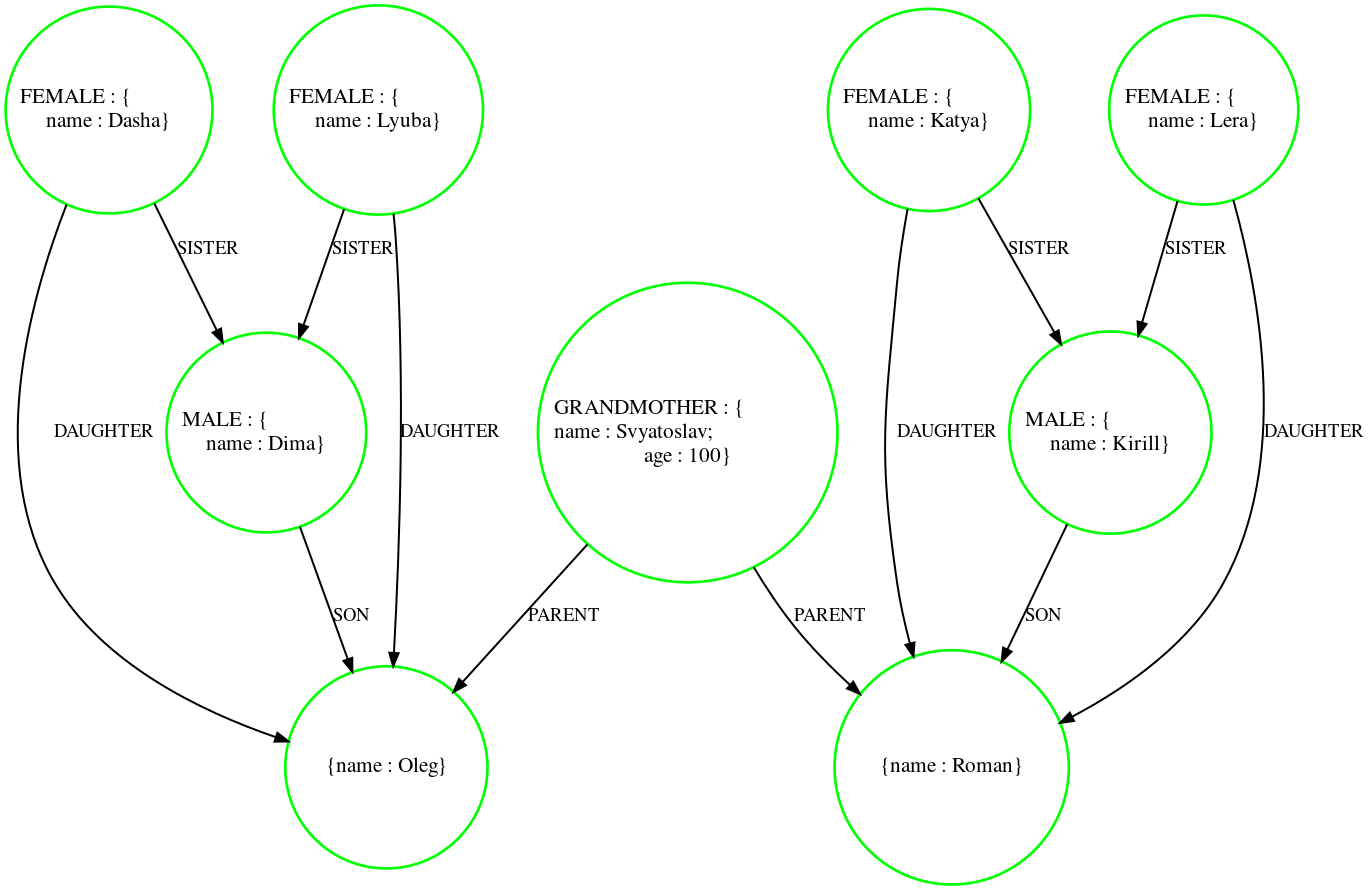 FEMALE : {
name : Dasha}
FEMALE : {
name : Lyuba}
FEMALE : {
name : Katya}
FEMALE : {
name : Lera}
SISTER
SISTER
SISTER
SISTER
DAUGHTER
MALE : {
name : Dima}
DAUGHTER
GRANDMOTHER : {
name : Svyatoslav;
age : 100}
DAUGHTER
MALE : {
name : Kirill}
DAUGHTER
SON
PARENT
PARENT
SON
{name : Oleg}
{name : Roman}